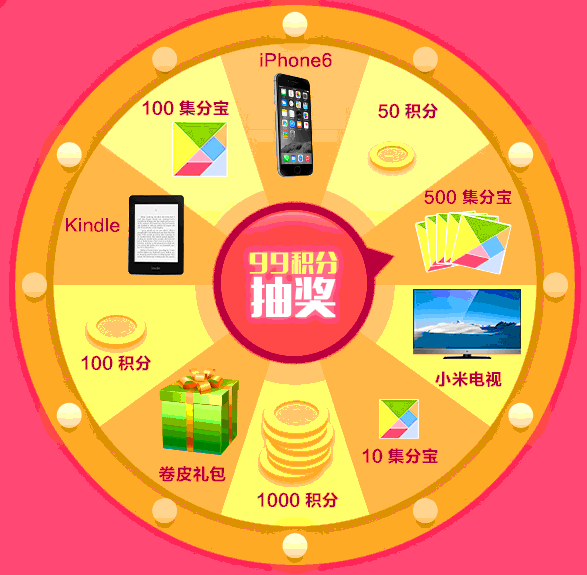 iPhone6
100 集分宝
50 积分
500 集分宝
Kindle
99积分
抽奖
100 积分
小米电视
10 集分宝
卷皮礼包
1000 积分